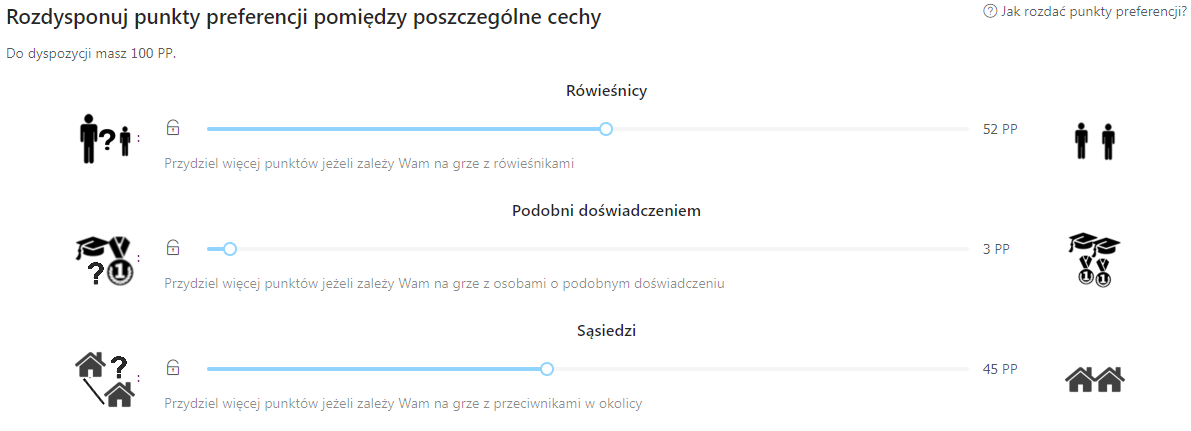 Rozdysponuj punkty preferencji pomiędzy poszczególne cechy
Jak rozdać punkty preferencji?
Do dyspozycji masz 100 PP.
Rówieśnicy
52 PP
Przydziel więcej punktów jeżeli zależy Wam na grze z rówieśnikami
Podobni doświadczeniem
3 PP
Przydziel więcej punktów jeżeli zależy Wam na grze z osobami o podobnym doświadczeniu
Sąsiedzi
45 PP
Przydziel więcej punktów jeżeli zależy Wam na grze z przeciwnikami w okolicy